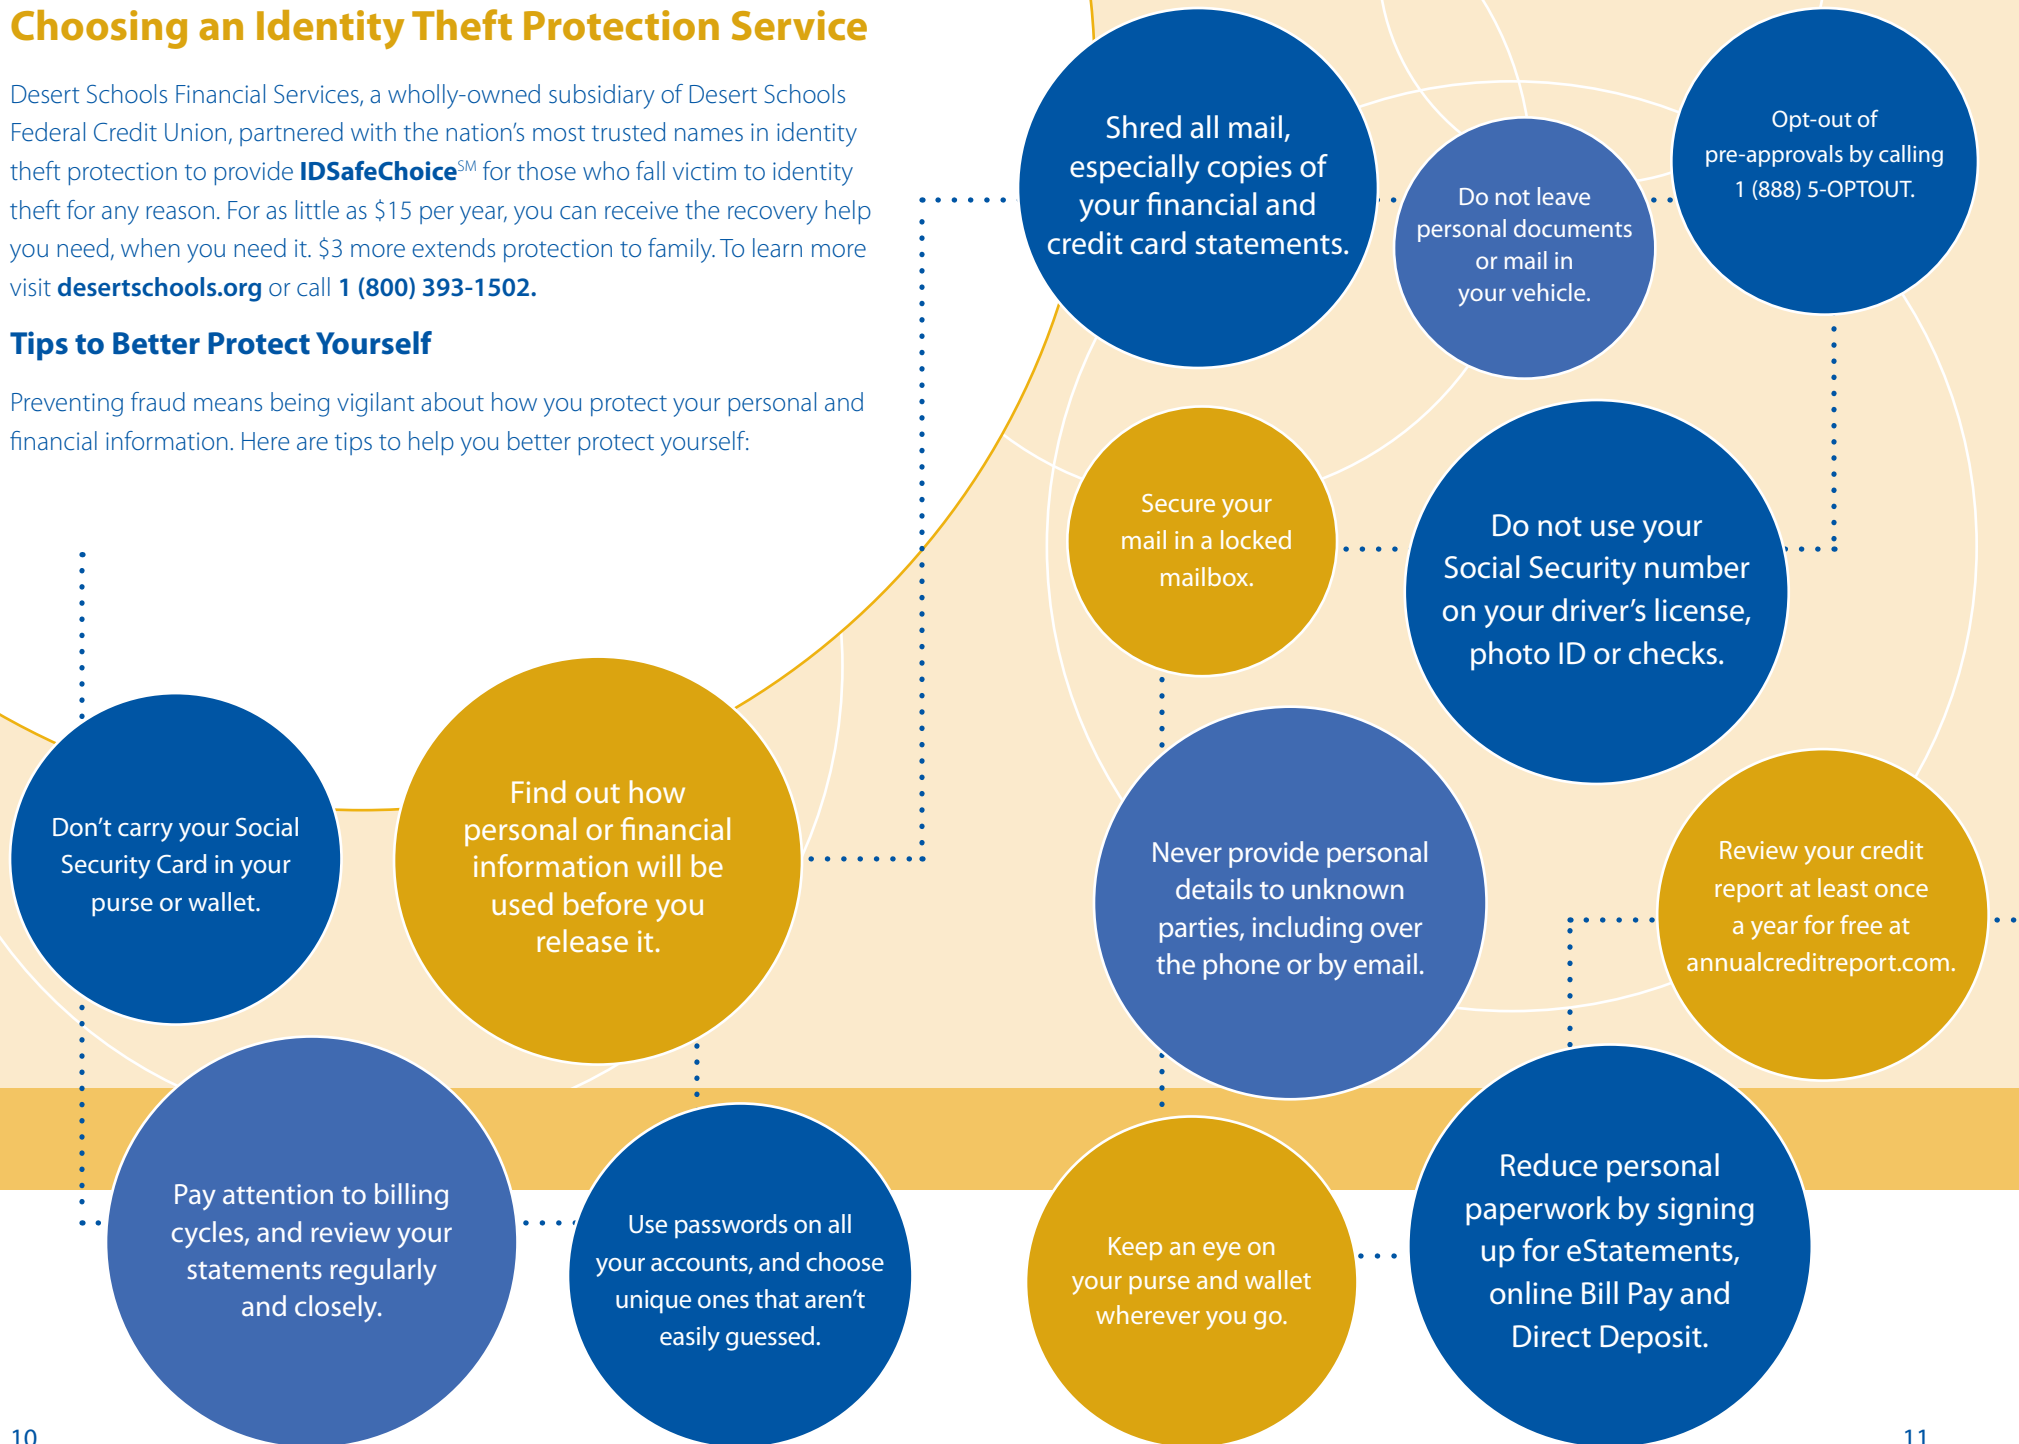 Choosing an Identity Theft Protection Service
Desert Schools Financial Services, a wholly-owned subsidiary of Desert Schools
Federal Credit Union, partnered with the nation’s most trusted names in identity
theft protection to provide IDSafeChoice℠ for those who fall victim to identity
theft for any reason. For as little as $15 per year, you can receive the recovery help
you need, when you need it. $3 more extends protection to family. To learn more
visit desertschools.org or call 1 (800) 393-1502.
Tips to Better Protect Yourself
Preventing fraud means being vigilant about how you protect your personal and
financial information. Here are tips to help you better protect yourself:
Don’t carry your Social
Security Card in your
purse or wallet.
Pay attention to billing
cycles, and review your
statements regularly
and closely.
Use passwords on all
your accounts, and choose
unique ones that aren’t
easily guessed.
Find out how
personal or financial
information will be
used before you
release it.
10
Shred all mail,
especially copies of
your financial and
credit card statements.
Do not leave
personal documents
or mail in
your vehicle.
Opt-out of
pre-approvals by calling
1 (888) 5-OPTOUT.
Do not use your
Social Security number
on your driver’s license,
photo ID or checks.
Secure your
mail in a locked
mailbox.
Never provide personal
details to unknown
parties, including over
the phone or by email.
Keep an eye on
your purse and wallet
wherever you go.
Reduce personal
paperwork by signing
up for eStatements,
online Bill Pay and
Direct Deposit.
Review your credit
report at least once
a year for free at
annualcreditreport.com.
11